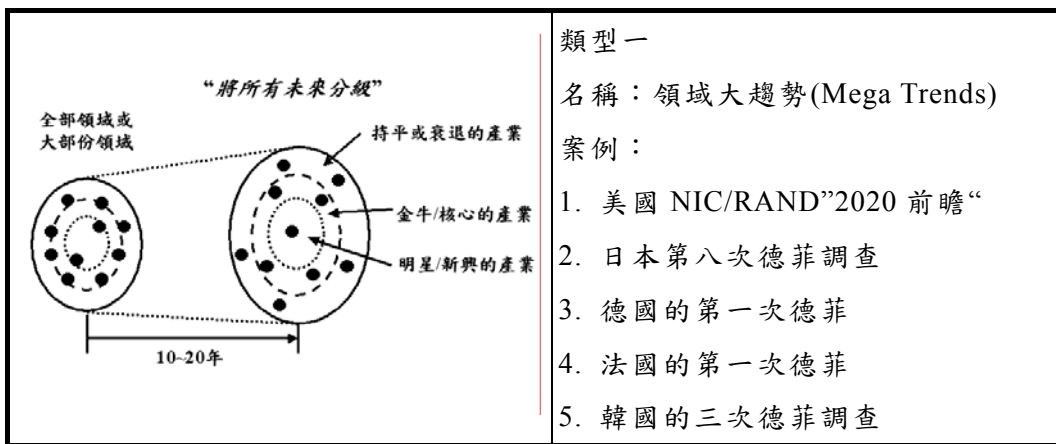 “將所有未來分級”
全部領域或
大部份領域
持平或衰退的產業
金牛/核心的產業
明星/新興的產業
10~20年
類型一
名稱：領域大趨勢(Mega Trends)
案例：
1. 美國 NIC/RAND”2020 前瞻“
2. 日本第八次德菲調查
3. 德國的第一次德菲
4. 法國的第一次德菲
5. 韓國的三次德菲調查